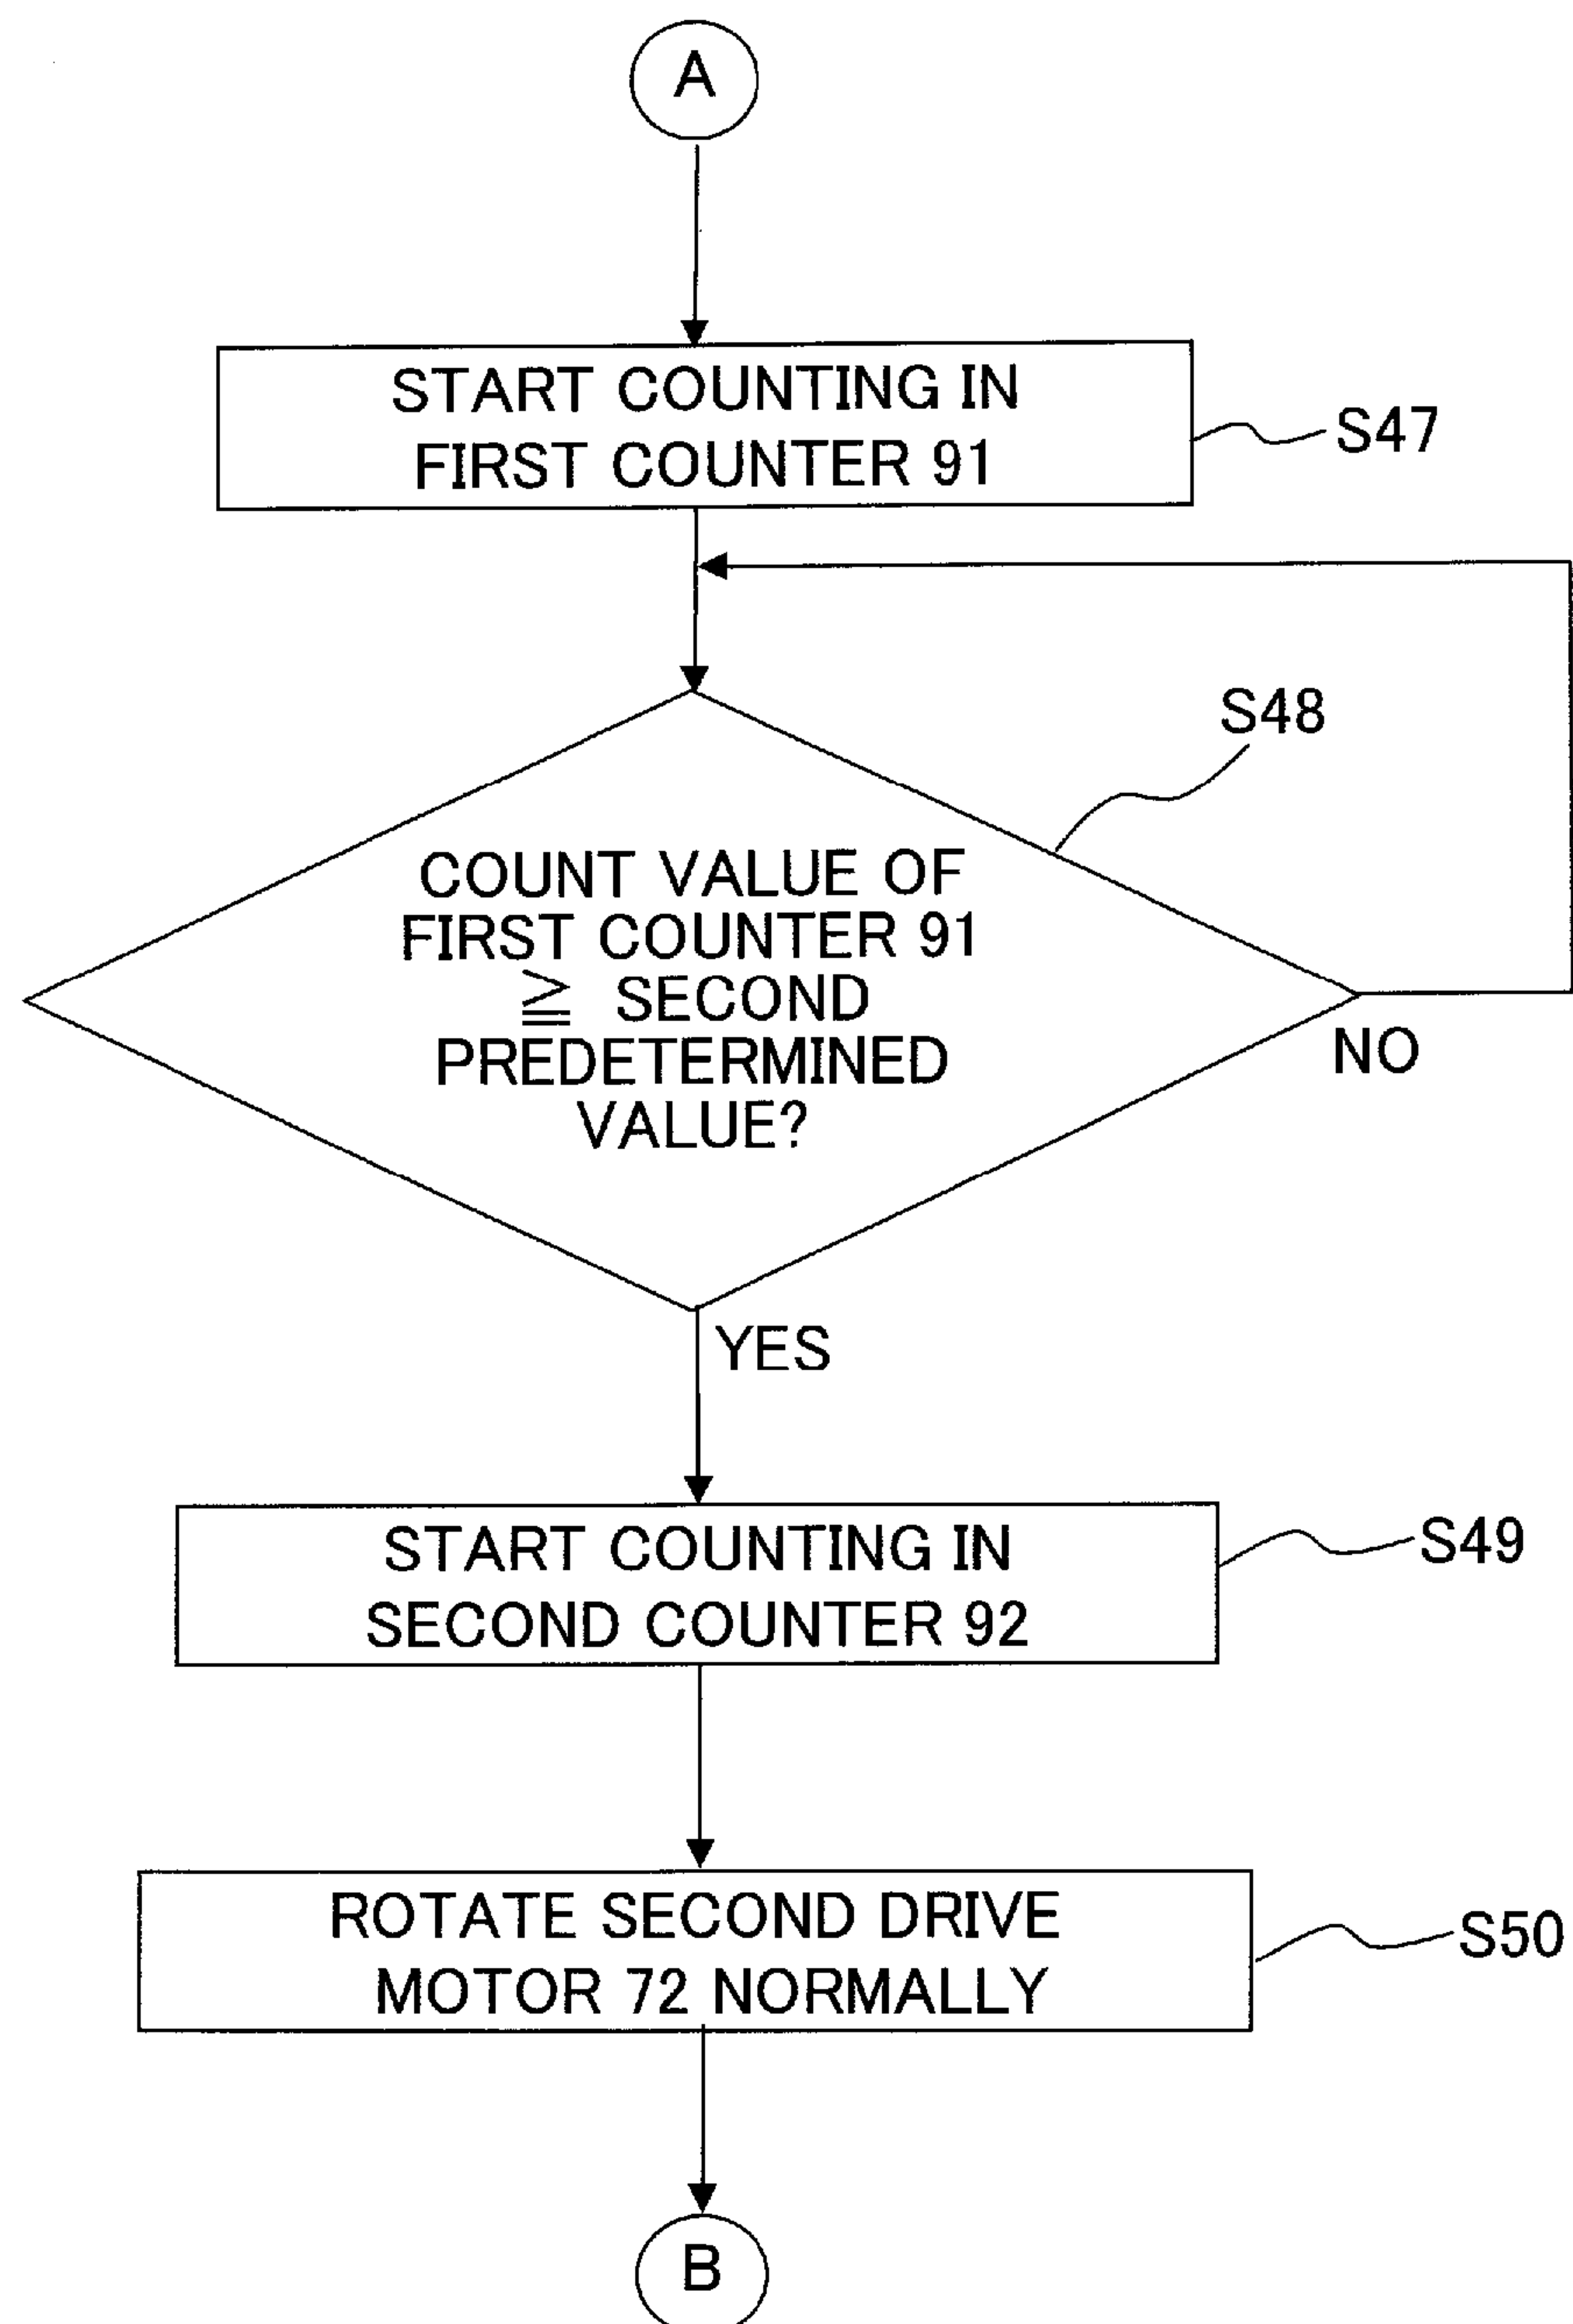 A
START COUNTING IN
FIRST COUNTER 91
S47
S48
COUNT VALUE OF
FIRST COUNTER 91
≧ SECOND
PREDETERMINED
VALUE?
NO
YES
START COUNTING IN
SECOND COUNTER 92
S49
ROTATE SECOND DRIVE
MOTOR 72 NORMALLY
S50
B